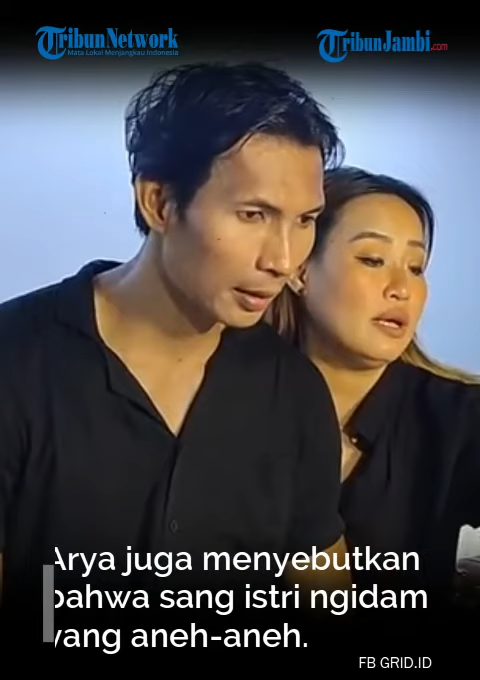 TribunNetwork
Mata Lokal Menjangkau Indonesia
TribunJambi.com
Arya juga menyebutkan
bahwa sang istri ngidam
yang aneh-aneh.
FB GRID.ID